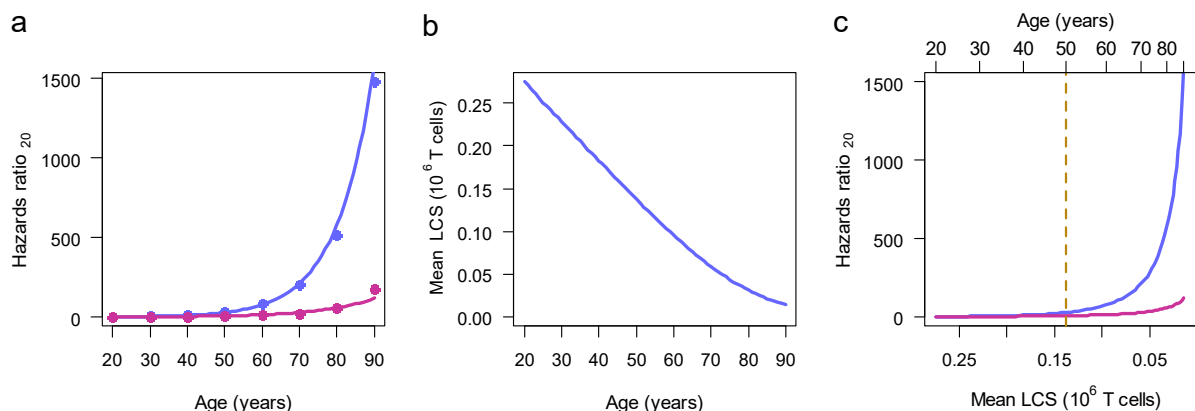 a
Hazards ratio 20
1500
1000
500
0
20 30 40 50 60 70 80 90
Age (years)
b
Mean LCS (10^6 T cells)
0.25
0.20
0.15
0.10
0.05
0.00
20 30 40 50 60 70 80 90
Age (years)
c
Age (years)
20 30 40 50 60 70 80
Hazards ratio 20
1500
1000
500
0
0.25 0.15 0.05
Mean LCS (10^6 T cells)